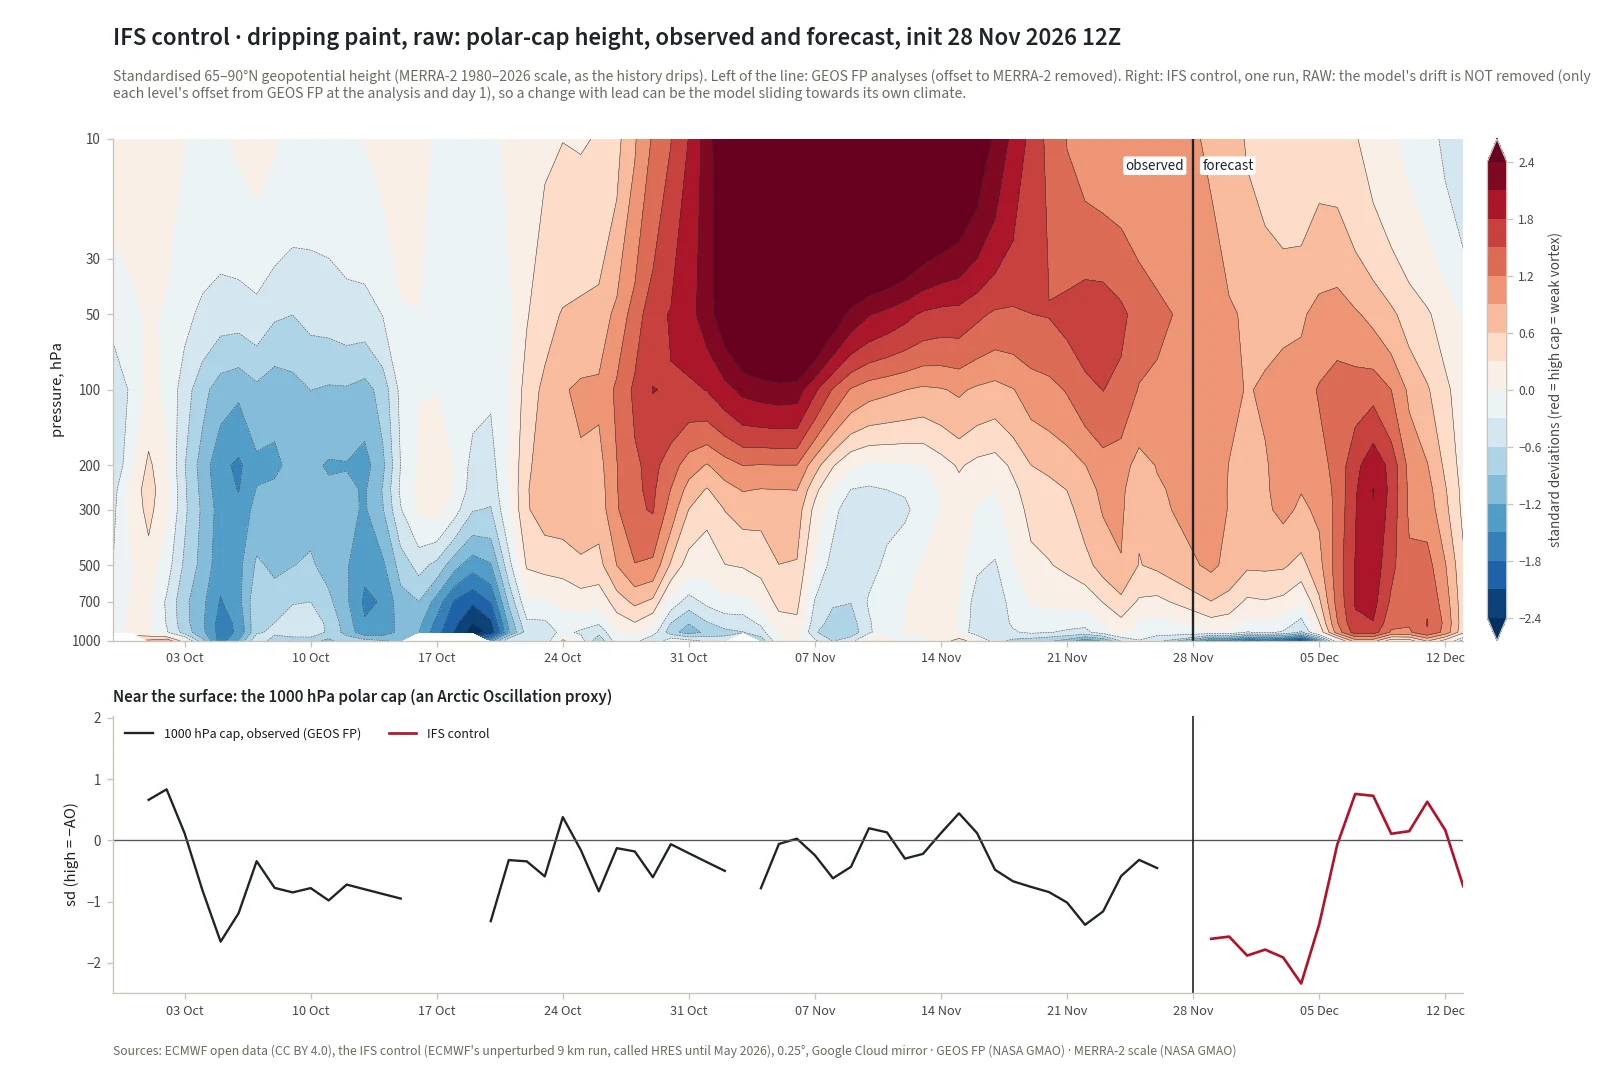 IFS control · dripping paint, raw: polar-cap height, observed and forecast, init 28 Nov 2026 12Z
Standardised 65–90°N geopotential height (MERRA-2 1980–2026 scale, as the history drips). Left of the line: GEOS FP analyses (offset to MERRA-2 removed). Right: IFS control, one run, RAW: the model's drift is NOT removed (only
each level's offset from GEOS FP at the analysis and day 1), so a change with lead can be the model sliding towards its own climate.
observed
forecast
pressure, hPa
10
30
50
100
200
300
500
700
1000
03 Oct
10 Oct
17 Oct
24 Oct
31 Oct
07 Nov
14 Nov
21 Nov
28 Nov
05 Dec
12 Dec
2.4
1.8
1.2
0.6
0.0
−0.6
−1.2
−1.8
−2.4
standard deviations (red = high cap = weak vortex)
Near the surface: the 1000 hPa polar cap (an Arctic Oscillation proxy)
1000 hPa cap, observed (GEOS FP)
IFS control
sd (high = −AO)
2
1
0
−1
−2
03 Oct
10 Oct
17 Oct
24 Oct
31 Oct
07 Nov
14 Nov
21 Nov
28 Nov
05 Dec
12 Dec
Sources: ECMWF open data (CC BY 4.0), the IFS control (ECMWF's unperturbed 9 km run, called HRES until May 2026), 0.25°, Google Cloud mirror · GEOS FP (NASA GMAO) · MERRA-2 scale (NASA GMAO)